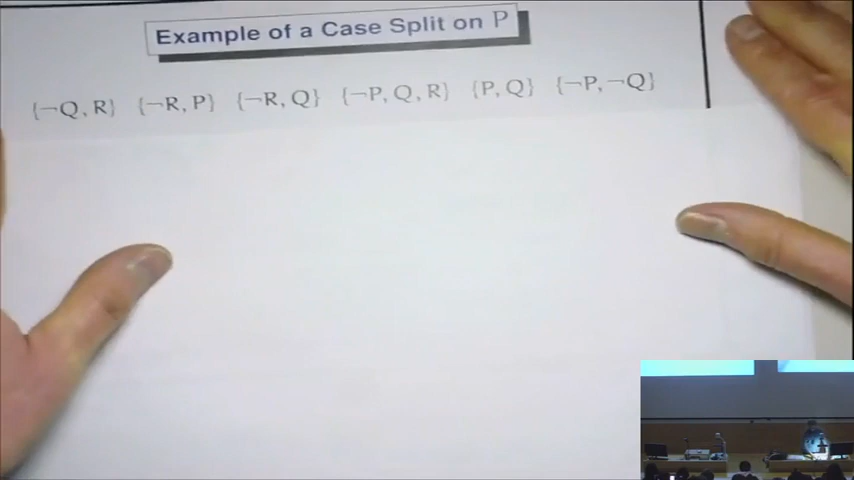 Example of a Case Split on P
{¬Q, R} {¬R, P} {¬R, Q} {¬P, Q, R} {P, Q} {¬P, ¬Q}